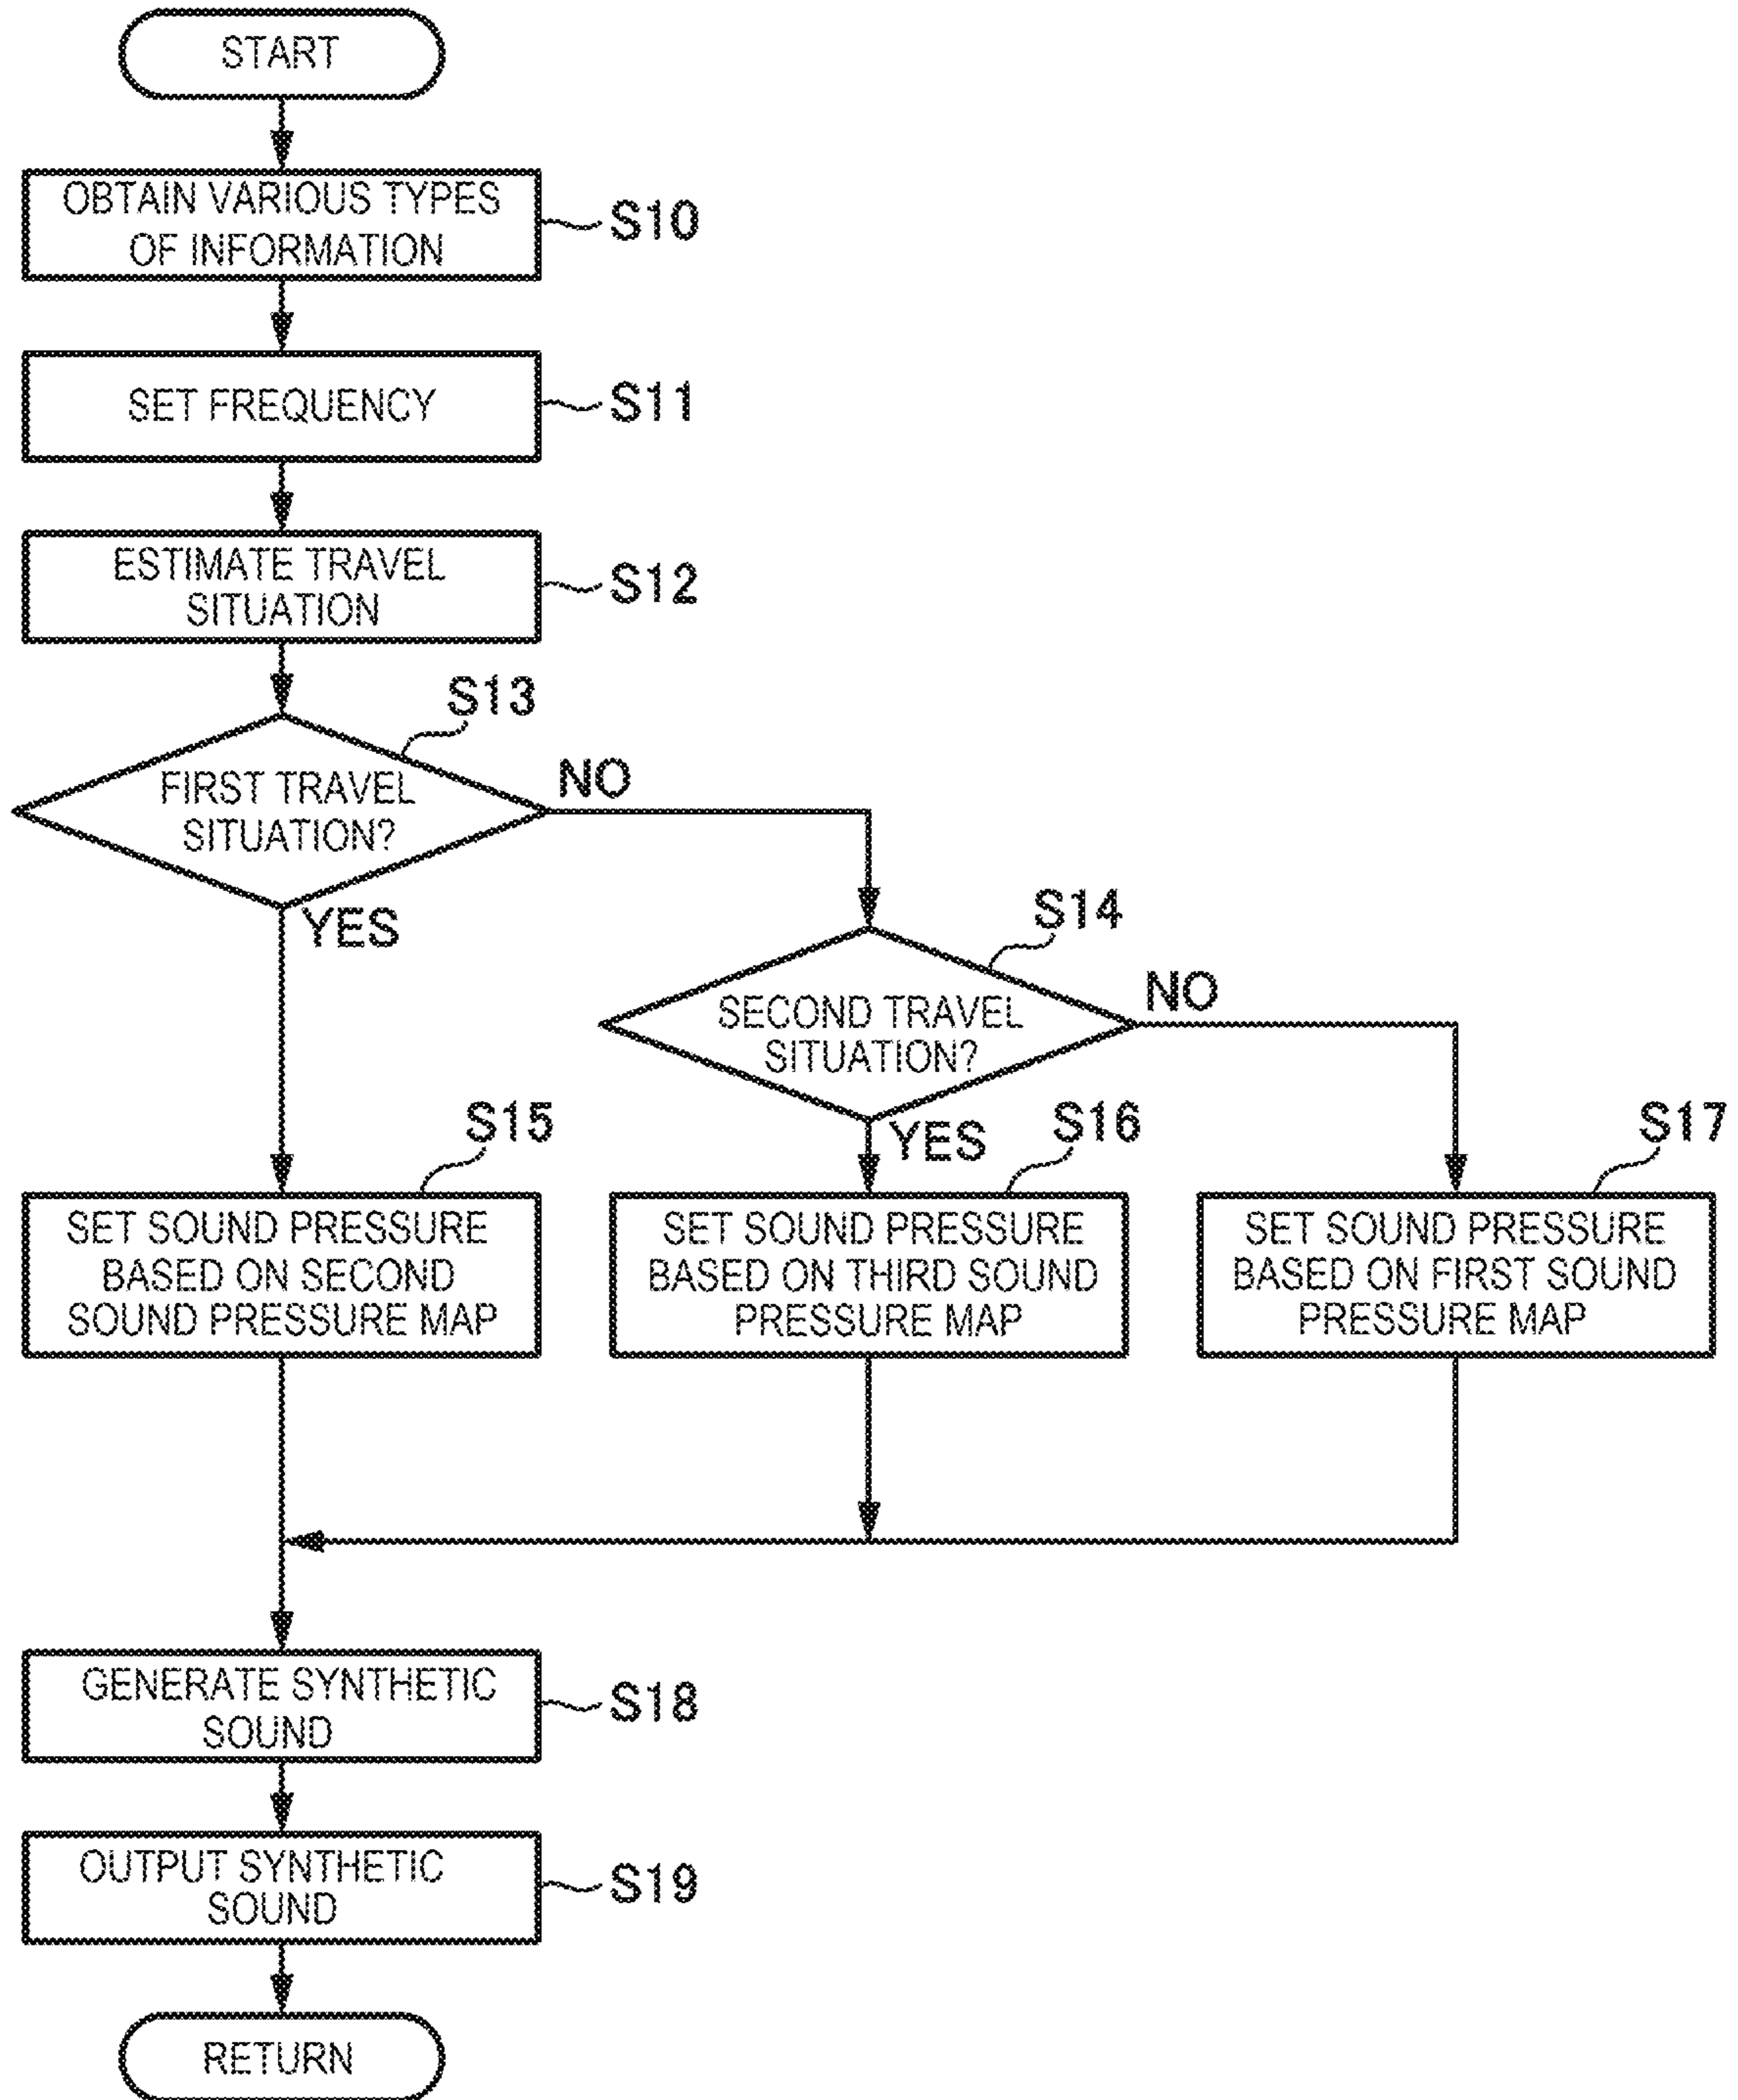 START
OBTAIN VARIOUS TYPES
OF INFORMATION
S10
SET FREQUENCY
S11
ESTIMATE TRAVEL
SITUATION
S12
S13
FIRST TRAVEL
SITUATION?
NO
YES
S14
SECOND TRAVEL
SITUATION?
NO
YES
S15
SET SOUND PRESSURE
BASED ON SECOND
SOUND PRESSURE MAP
S16
SET SOUND PRESSURE
BASED ON THIRD SOUND
PRESSURE MAP
S17
SET SOUND PRESSURE
BASED ON FIRST SOUND
PRESSURE MAP
GENERATE SYNTHETIC
SOUND
S18
OUTPUT SYNTHETIC
SOUND
S19
RETURN